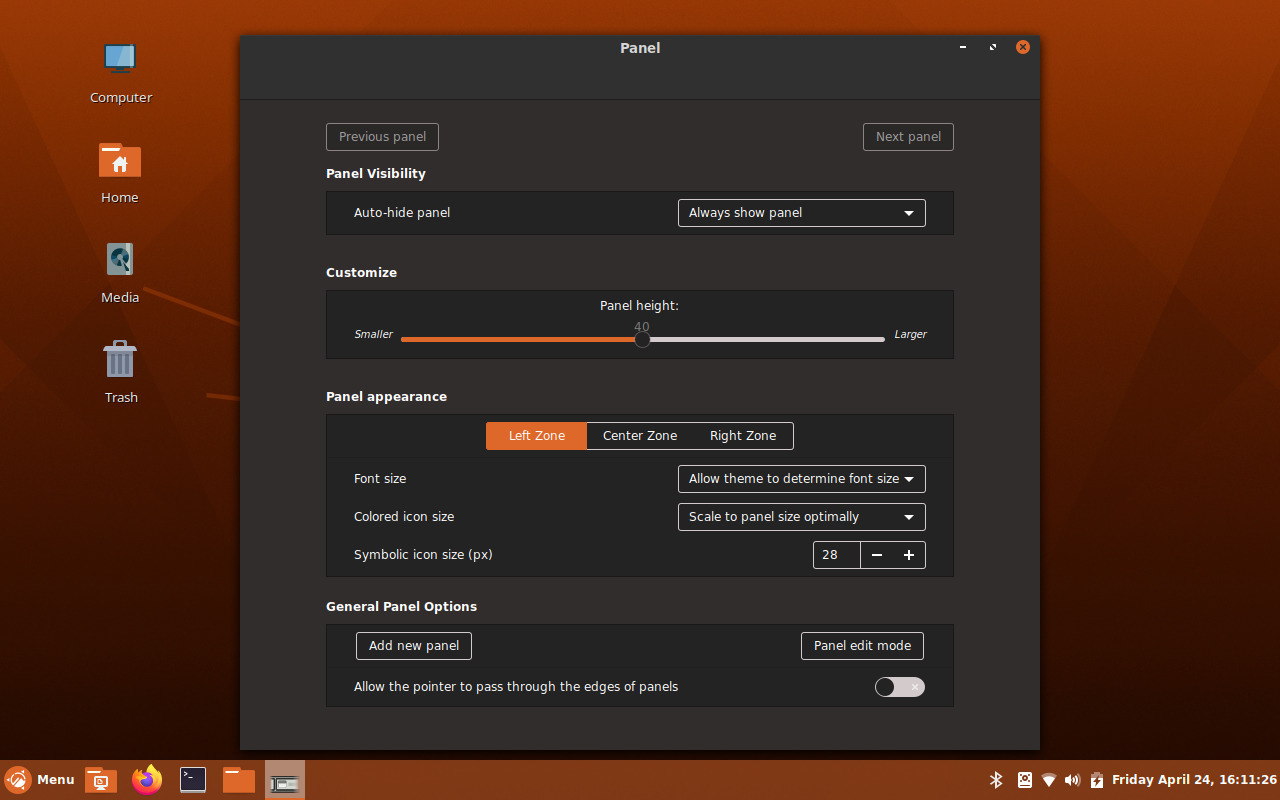 Panel
Computer
Home
Media
Trash
Previous panel
Next panel
Panel Visibility
Auto-hide panel
Always show panel
Customize
Panel height:
40
Smaller
Larger
Panel appearance
Left Zone
Center Zone
Right Zone
Font size
Allow theme to determine font size
Colored icon size
Scale to panel size optimally
Symbolic icon size (px)
28
General Panel Options
Add new panel
Panel edit mode
Allow the pointer to pass through the edges of panels
Menu
Friday April 24, 16:11:26